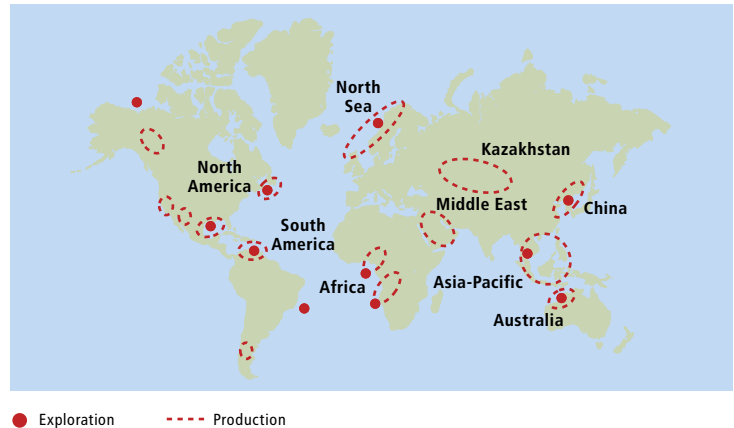 North
Sea
Kazakhstan
North
America
Middle East
China
South
America
Africa
Asia-Pacific
Australia
Exploration
Production